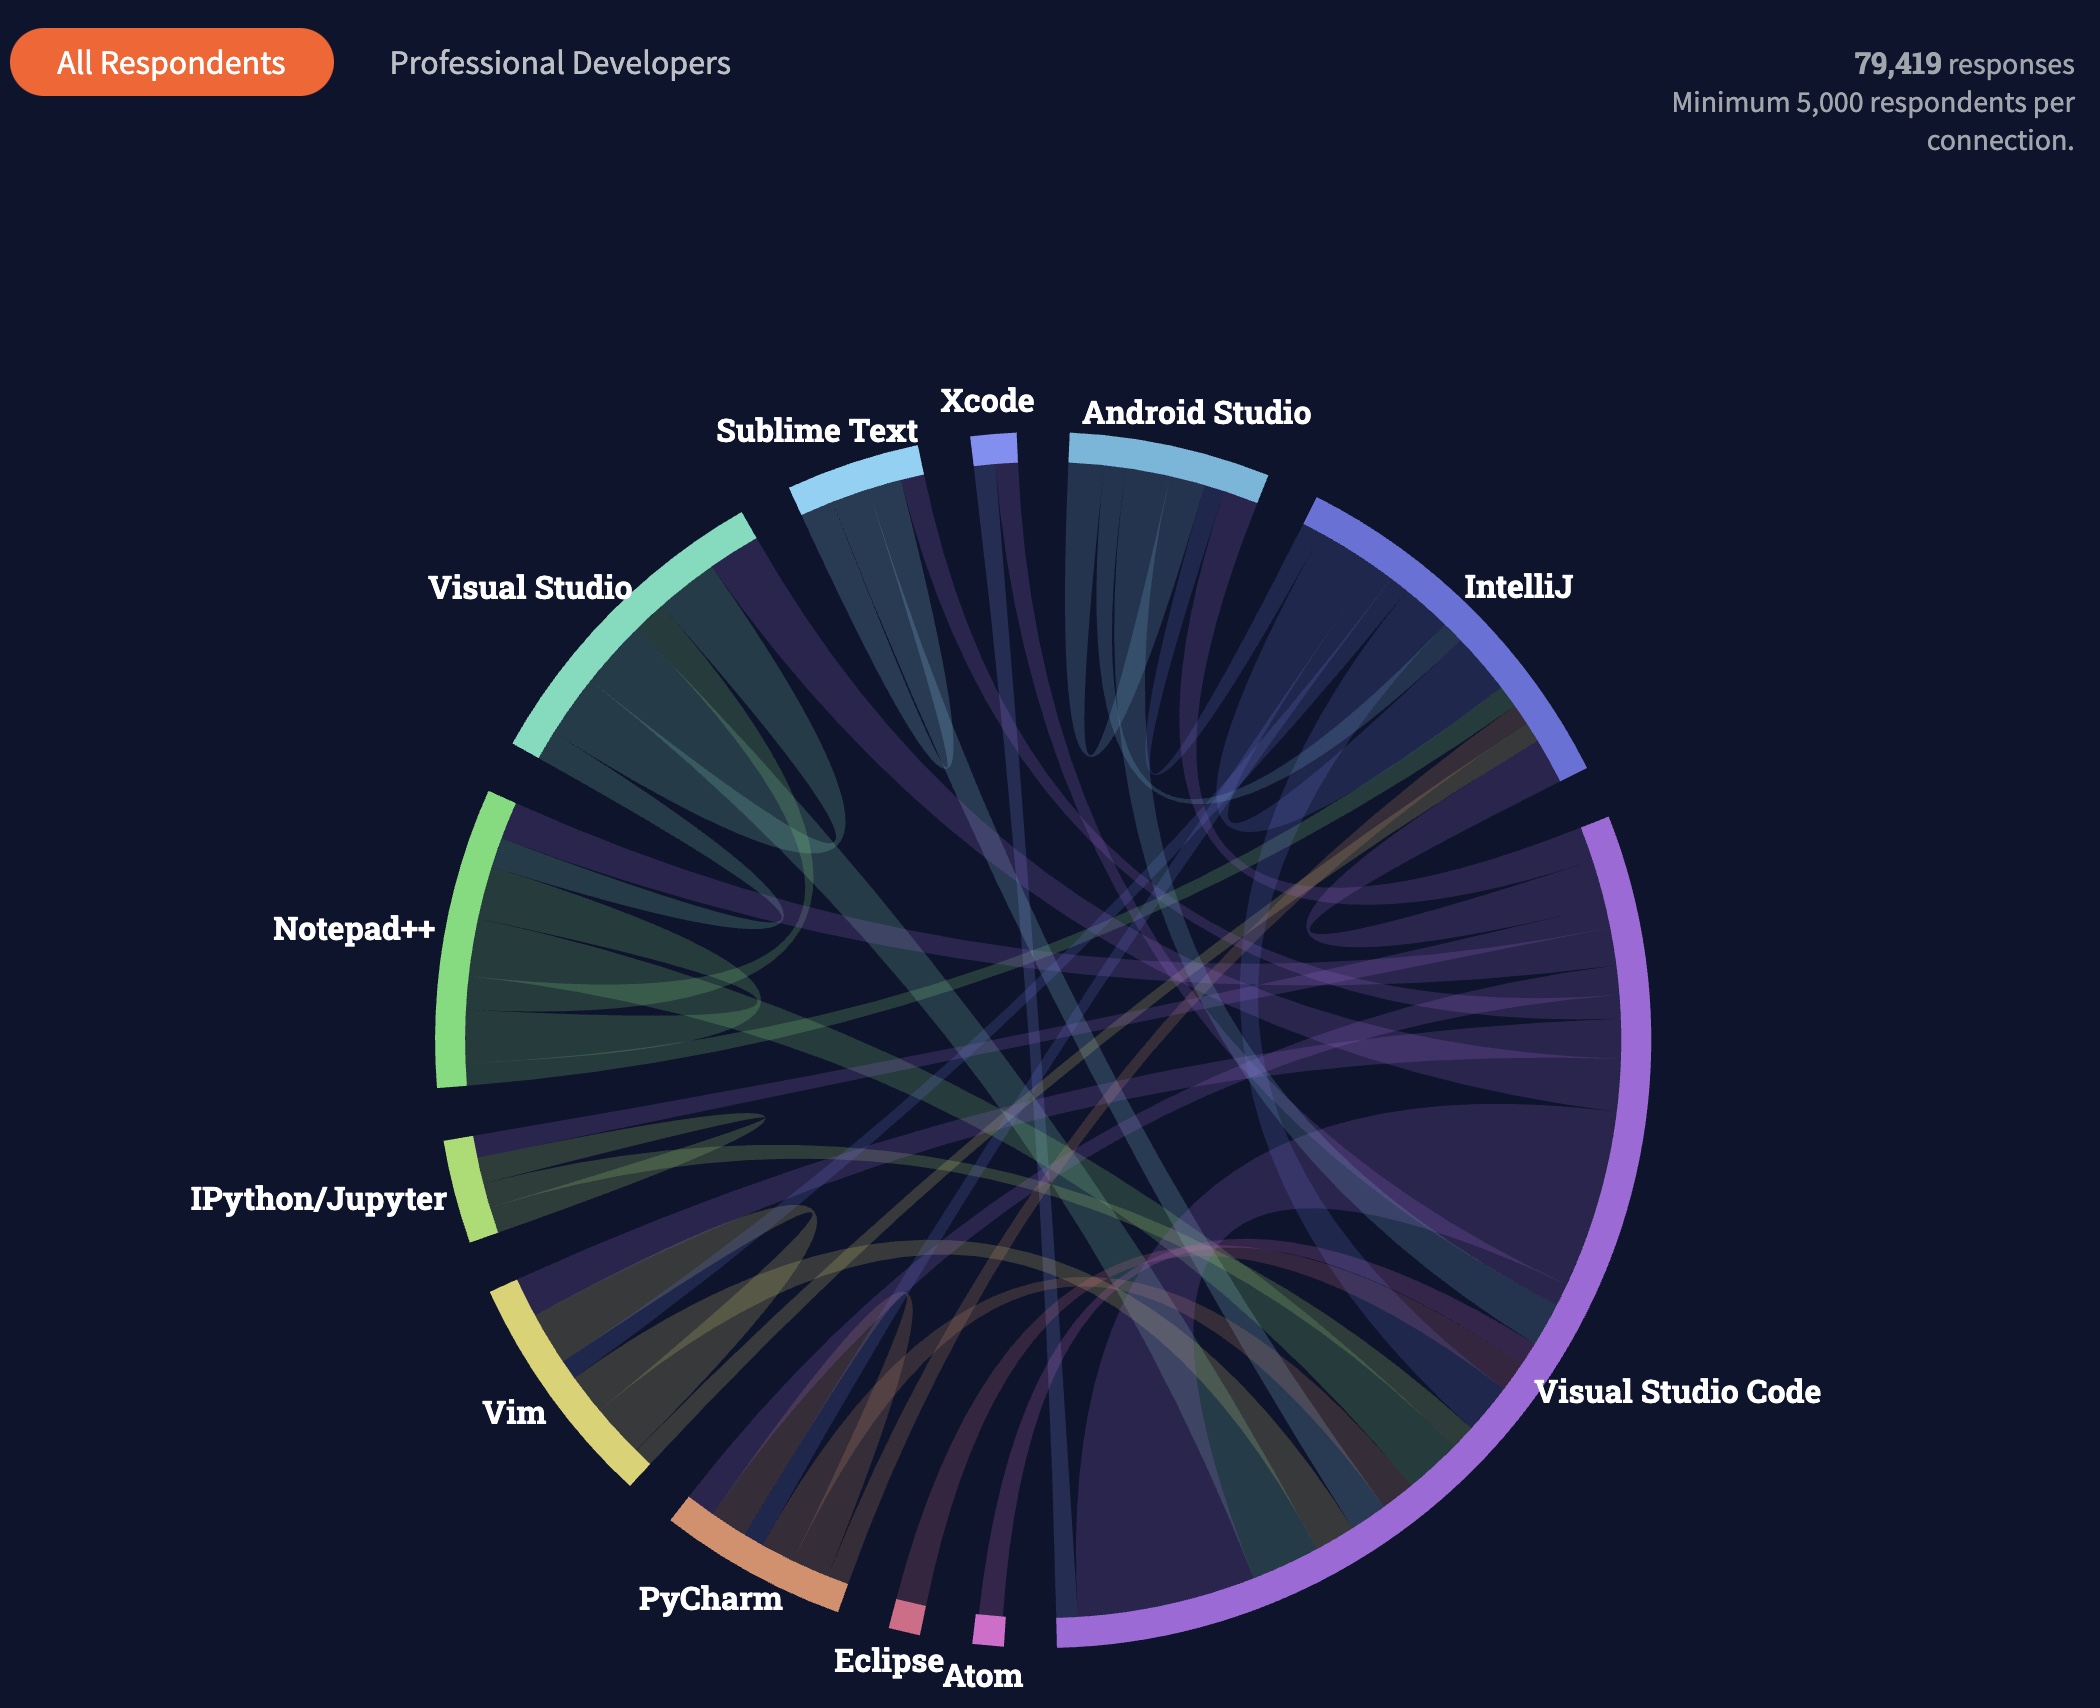 All Respondents
Professional Developers
79,419 responses
Minimum 5,000 respondents per
connection.
Xcode
Android Studio
Sublime Text
IntelliJ
Visual Studio
Notepad++
IPython/Jupyter
Visual Studio Code
Vim
PyCharm
Eclipse
Atom